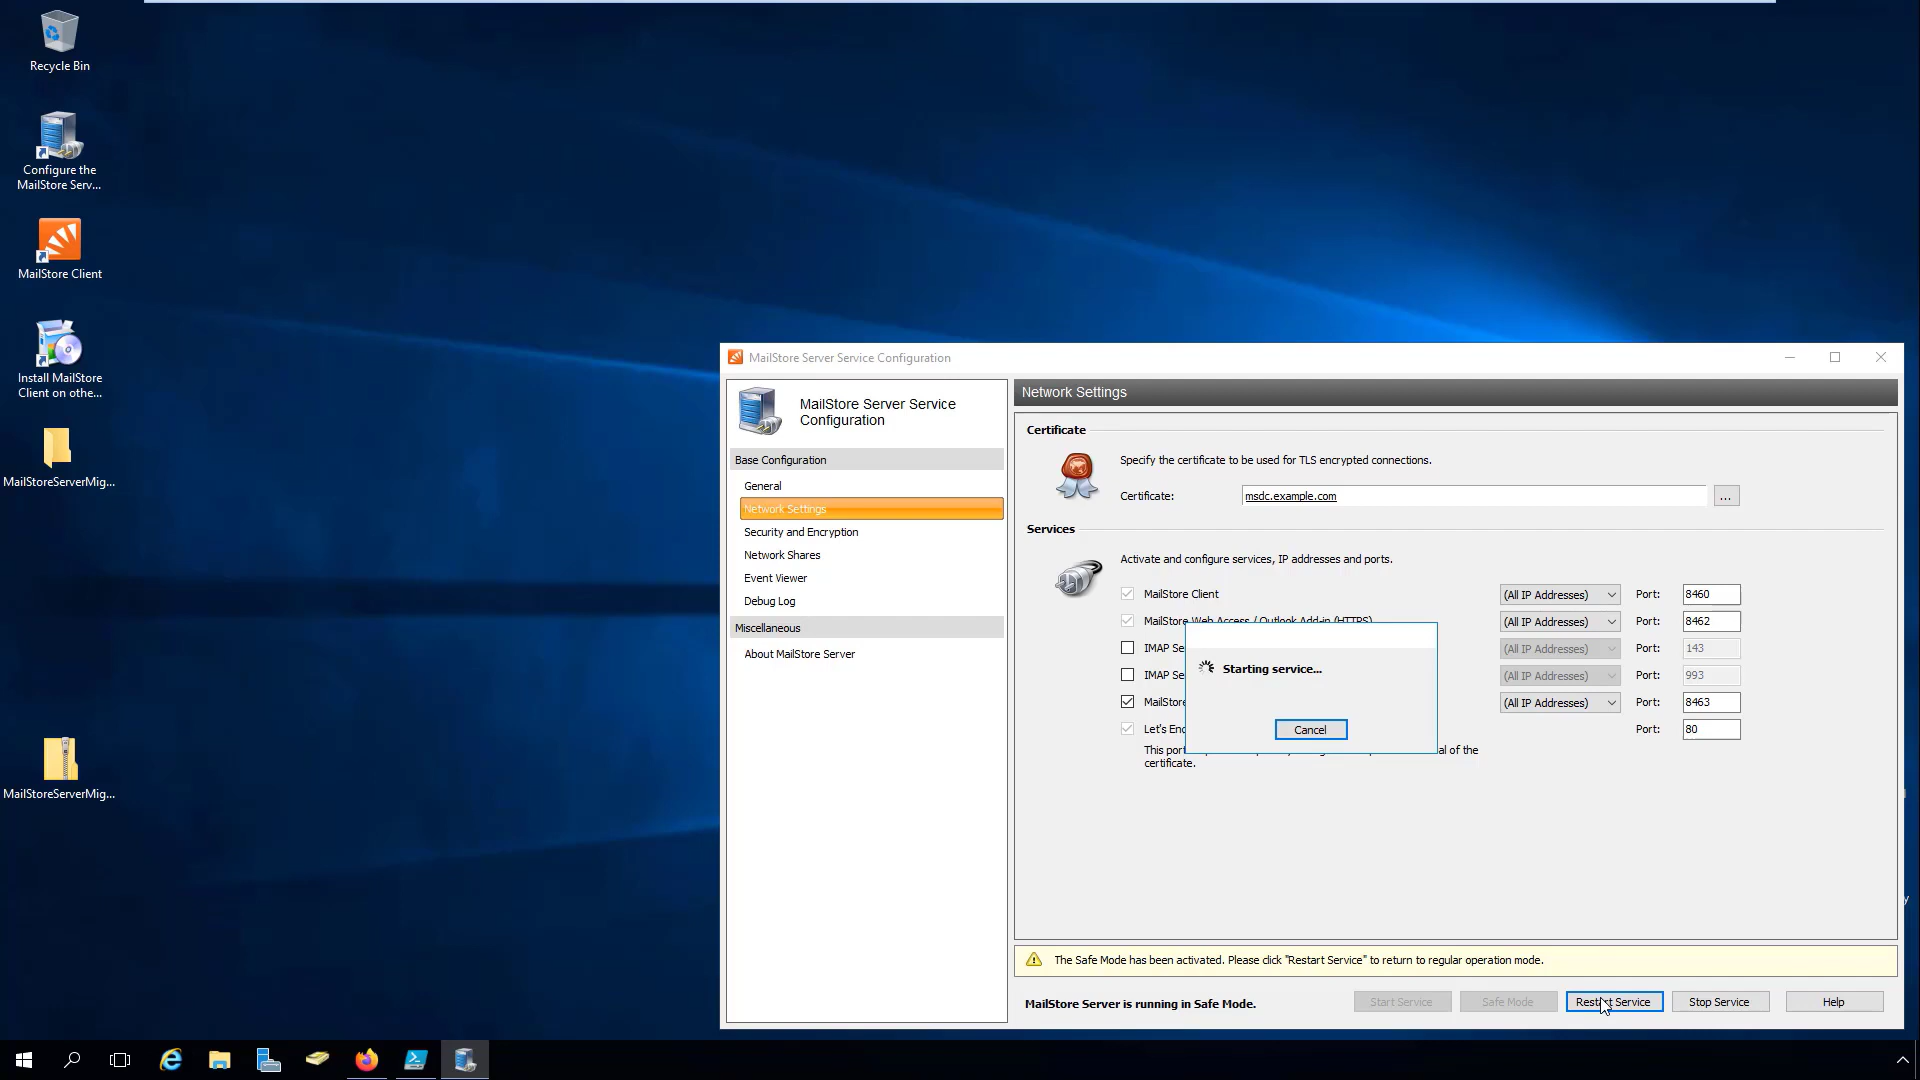 Recycle Bin
Configure the
MailStore Serv...
MailStore Client
Install MailStore
Client on othe...
MailStoreServerMig...
MailStoreServerMig...
MailStore Server Service Configuration
MailStore Server Service
Configuration
Base Configuration
General
Network Settings
Security and Encryption
Network Shares
Event Viewer
Debug Log
Miscellaneous
About MailStore Server
Network Settings
Certificate
Specify the certificate to be used for TLS encrypted connections.
Certificate: msdc.example.com ...
Services
Activate and configure services, IP addresses and ports.
MailStore Client (All IP Addresses) Port: 8460
MailStore Web Access / Outlook Add-in (HTTPS) (All IP Addresses) Port: 8462
IMAP Se (All IP Addresses) Port: 143
IMAP Se (All IP Addresses) Port: 993
MailStore (All IP Addresses) Port: 8463
Let's Enc Port: 80
This por al of the
certificate.
Starting service...
Cancel
The Safe Mode has been activated. Please click "Restart Service" to return to regular operation mode.
MailStore Server is running in Safe Mode.
Start Service Safe Mode Restart Service Stop Service Help